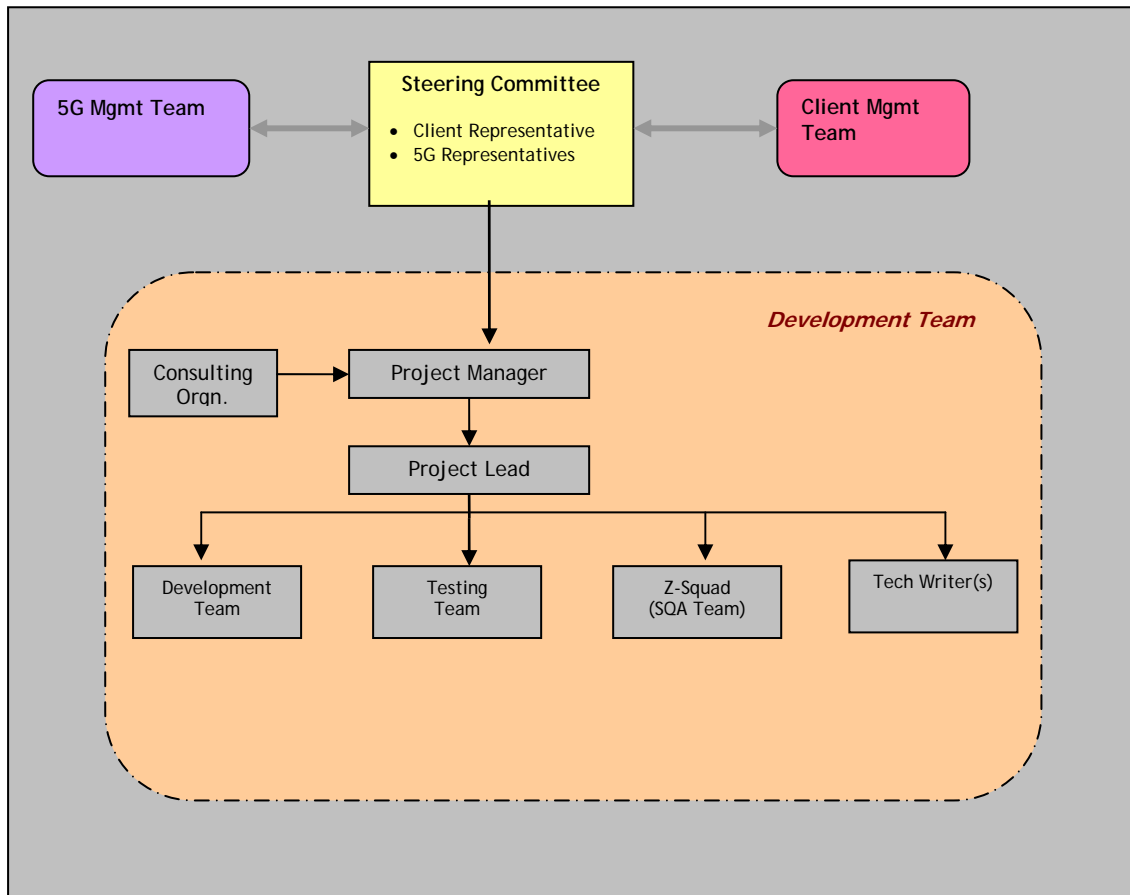 5G Mgmt Team
Steering Committee
• Client Representative
• 5G Representatives
Client Mgmt
Team
Development Team
Consulting
Orgn.
Project Manager
Project Lead
Development
Team
Testing
Team
Z-Squad
(SQA Team)
Tech Writer(s)